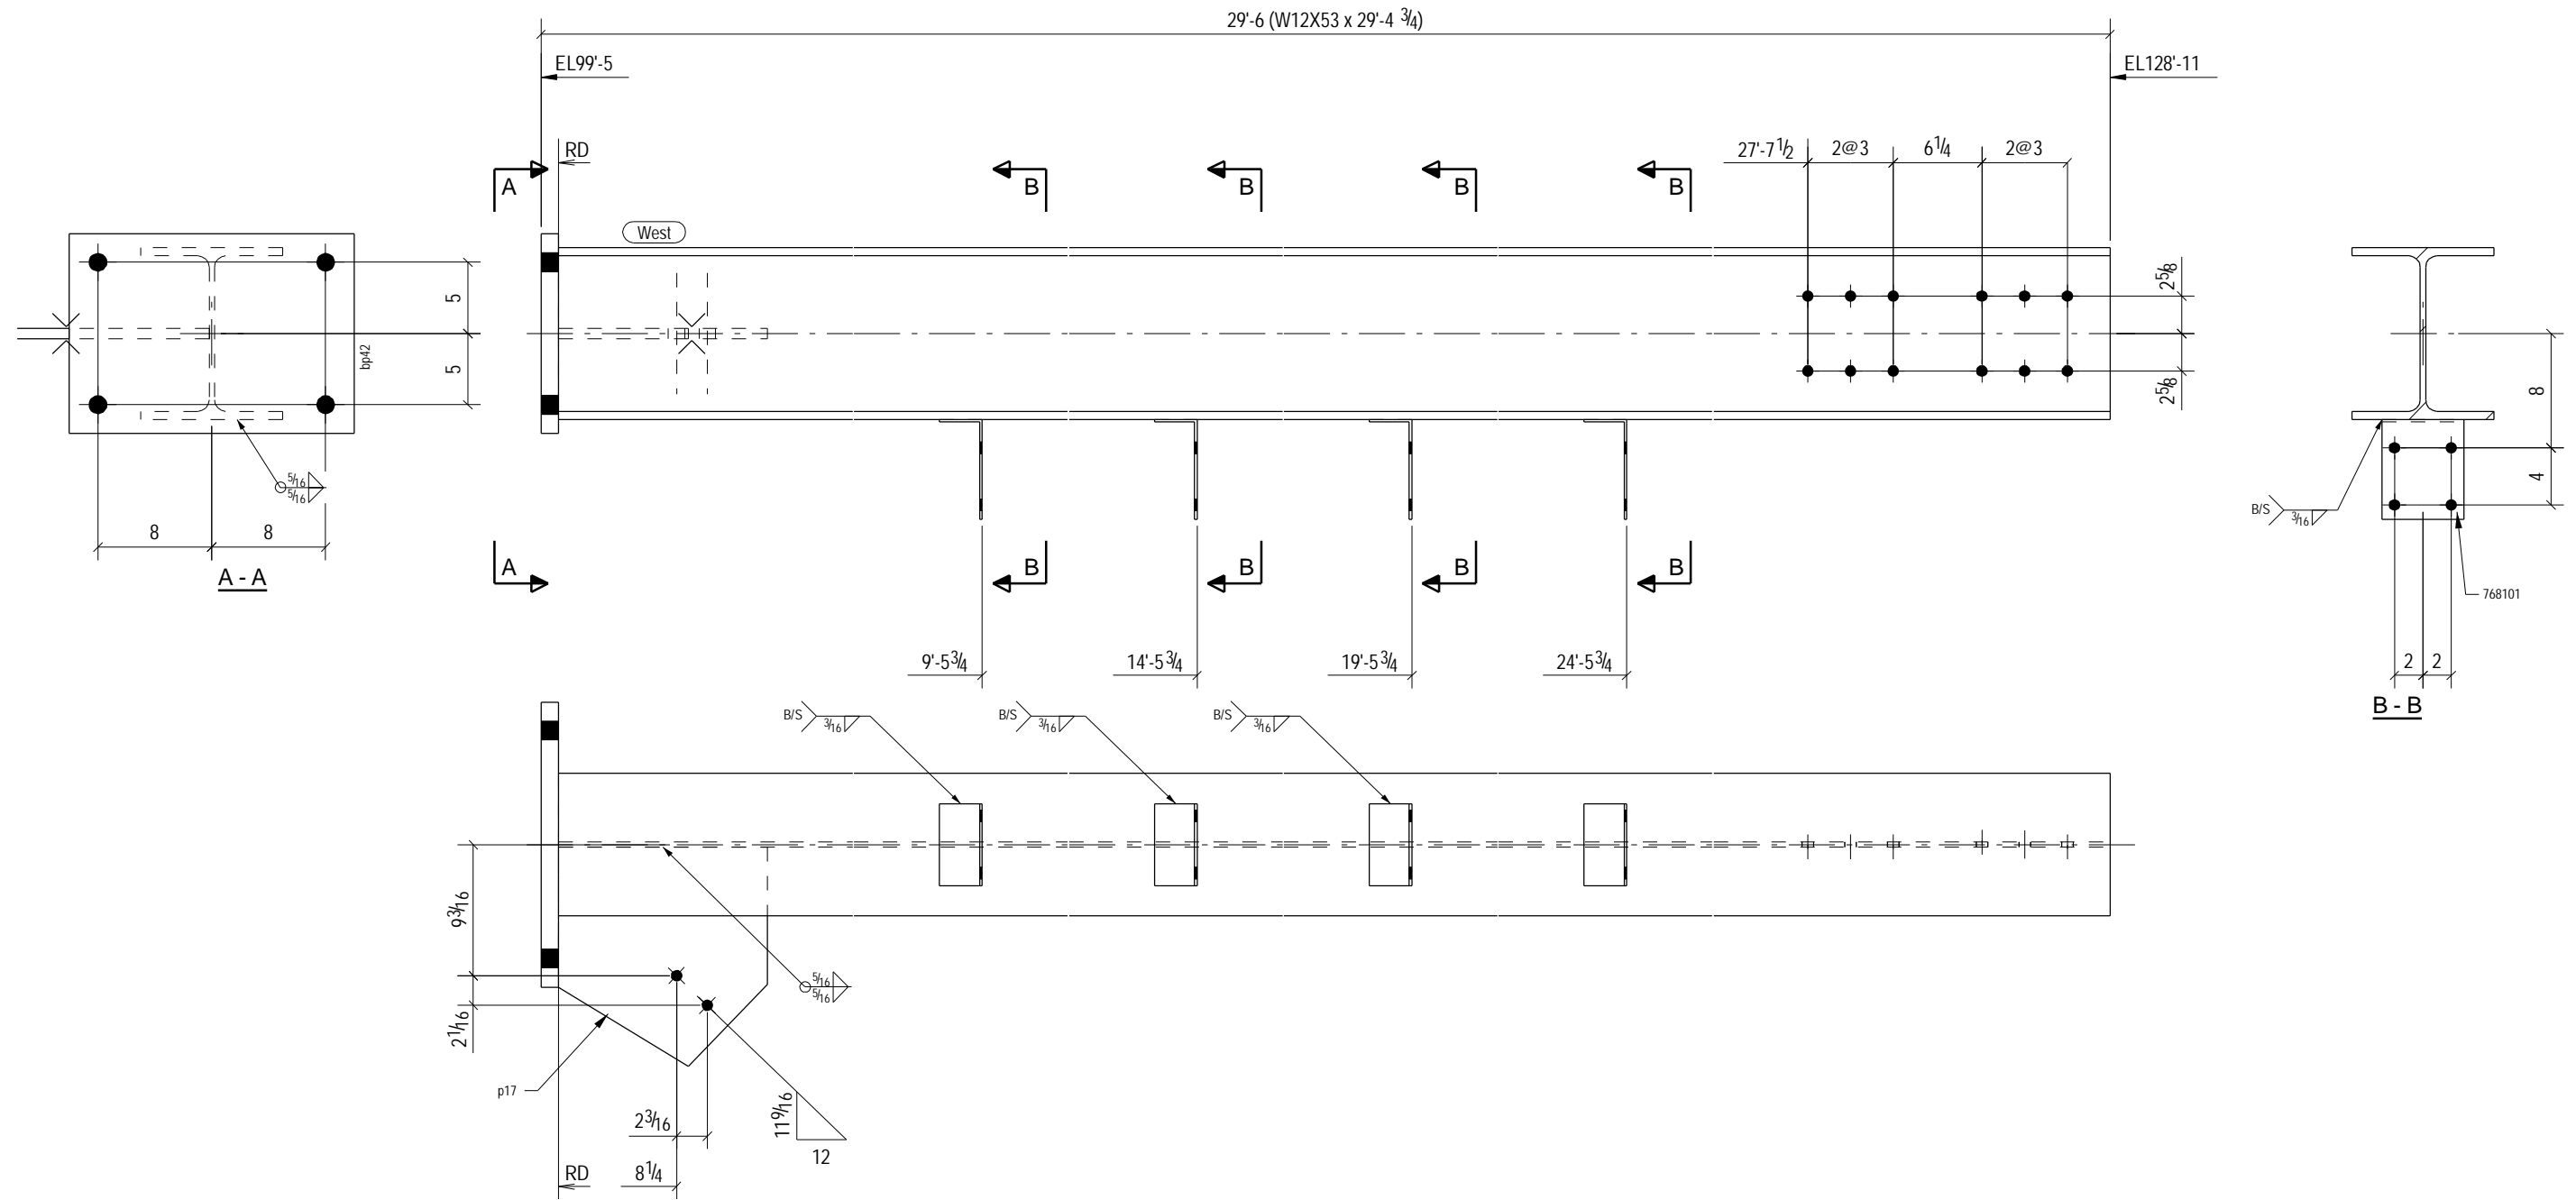 29'-6 (W12X53 x 29'-4 3/4)
EL99'-5
EL128'-11
RD
27'-7 1/2
2@3
6 1/4
2@3
A
B
B
B
B
West
2 5/8
2 5/8
5
5
bp42
5/16
5/16
8
8
A - A
A
B
B
B
B
8
4
B/S
3/16
768101
2
2
B - B
9'-5 3/4
14'-5 3/4
19'-5 3/4
24'-5 3/4
B/S
3/16
B/S
3/16
B/S
3/16
9 3/16
2 1/16
5/16
5/16
p17
2 3/16
11 9/16
12
RD
8 1/4